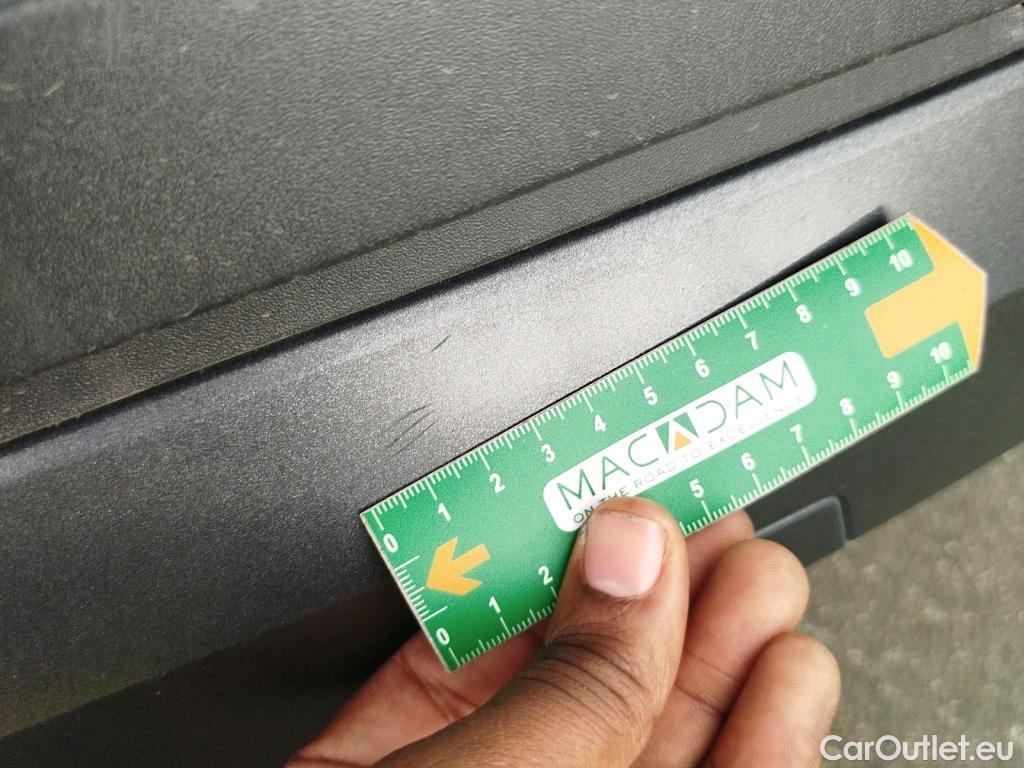 0 1 2 3 4 5 6 7 8 9 10
MACADAM
ON THE ROAD TO EXCELLENCE
0 1 2 5 6 7 8 9 10
CarOutlet.eu